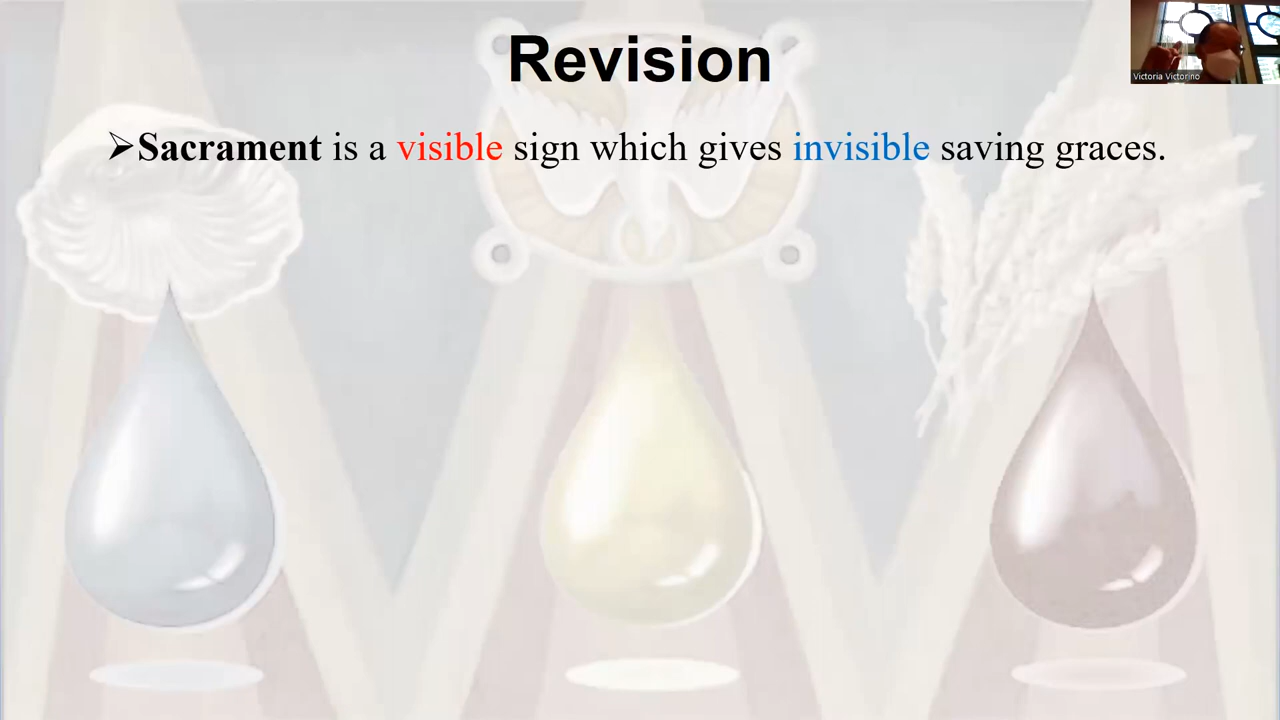 Revision
➢Sacrament is a visible sign which gives invisible saving graces.
Victoria Victorino